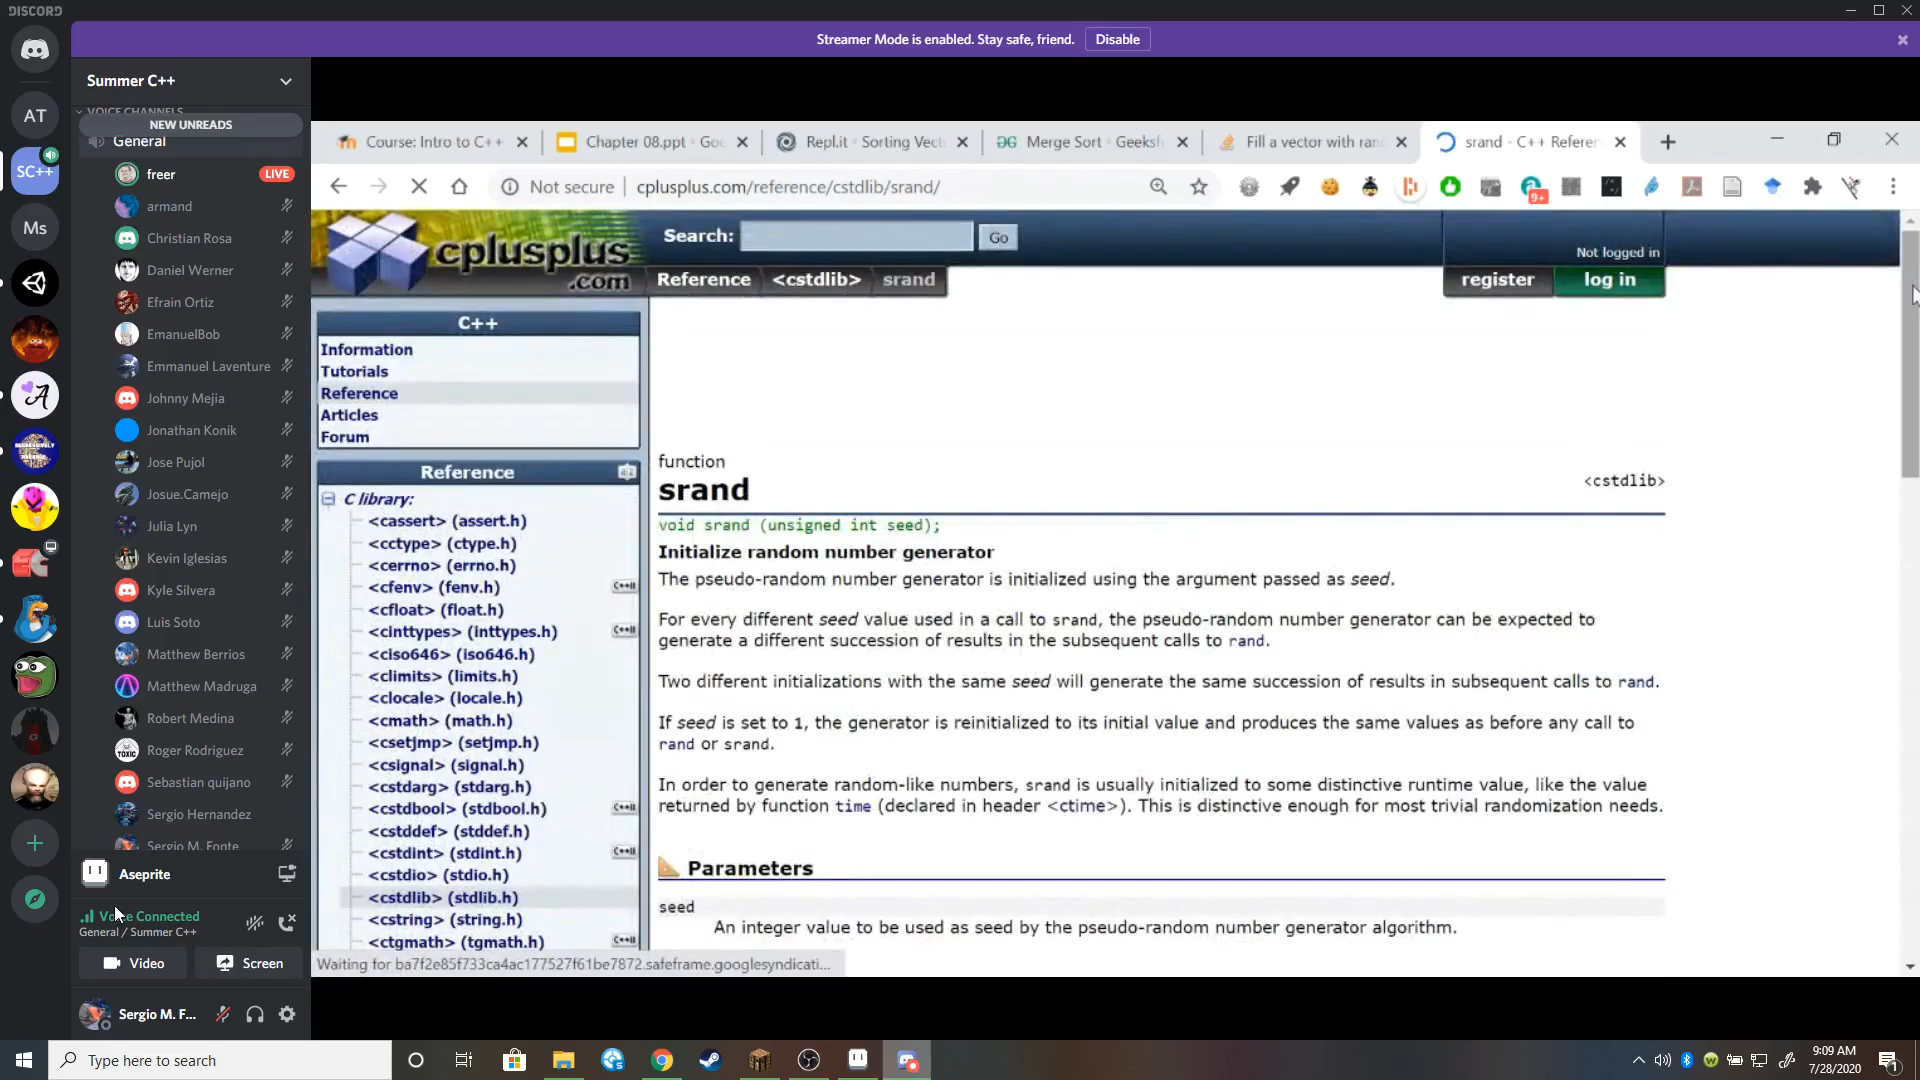 DISCORD
Streamer Mode is enabled. Stay safe, friend.
Disable
Summer C++
VOICE CHANNELS
NEW UNREADS
General
AT
SC++
Ms
freer
LIVE
armand
Christian Rosa
Daniel Werner
Efrain Ortiz
EmanuelBob
Emmanuel Laventure
Johnny Mejia
Jonathan Konik
Jose Pujol
Josue.Camejo
Julia Lyn
Kevin Iglesias
Kyle Silvera
Luis Soto
Matthew Berrios
Matthew Madruga
Robert Medina
TOXIC
Roger Rodriguez
Sebastian quijano
Sergio Hernandez
Sergio M. Fonte
Aseprite
Voice Connected
General / Summer C++
Video
Screen
Sergio M. F...
Course: Intro to C++
Chapter 08.ppt - Goo
Repl.it - Sorting Vect
Merge Sort - Geeksf
Fill a vector with ran
srand - C++ Referen
Not secure
cplusplus.com/reference/cstdlib/srand/
9+
cplusplus
.com
Search:
Go
Not logged in
Reference
<cstdlib>
srand
register
log in
C++
Information
Tutorials
Reference
Articles
Forum
Reference
C library:
<cassert> (assert.h)
<cctype> (ctype.h)
<cerrno> (errno.h)
<cfenv> (fenv.h)
C++11
<cfloat> (float.h)
<cinttypes> (inttypes.h)
C++11
<ciso646> (iso646.h)
<climits> (limits.h)
<clocale> (locale.h)
<cmath> (math.h)
<csetjmp> (setjmp.h)
<csignal> (signal.h)
<cstdarg> (stdarg.h)
<cstdbool> (stdbool.h)
C++11
<cstddef> (stddef.h)
<cstdint> (stdint.h)
C++11
<cstdio> (stdio.h)
<cstdlib> (stdlib.h)
<cstring> (string.h)
<ctgmath> (tgmath.h)
C++11
function
srand
<cstdlib>
void srand (unsigned int seed);
Initialize random number generator
The pseudo-random number generator is initialized using the argument passed as seed.
For every different seed value used in a call to srand, the pseudo-random number generator can be expected to
generate a different succession of results in the subsequent calls to rand.
Two different initializations with the same seed will generate the same succession of results in subsequent calls to rand.
If seed is set to 1, the generator is reinitialized to its initial value and produces the same values as before any call to
rand or srand.
In order to generate random-like numbers, srand is usually initialized to some distinctive runtime value, like the value
returned by function time (declared in header <ctime>). This is distinctive enough for most trivial randomization needs.
Parameters
seed
An integer value to be used as seed by the pseudo-random number generator algorithm.
Waiting for ba7f2e85f733ca4ac177527f61be7872.safeframe.googlesyndicati...
Type here to search
9:09 AM
7/28/2020
1